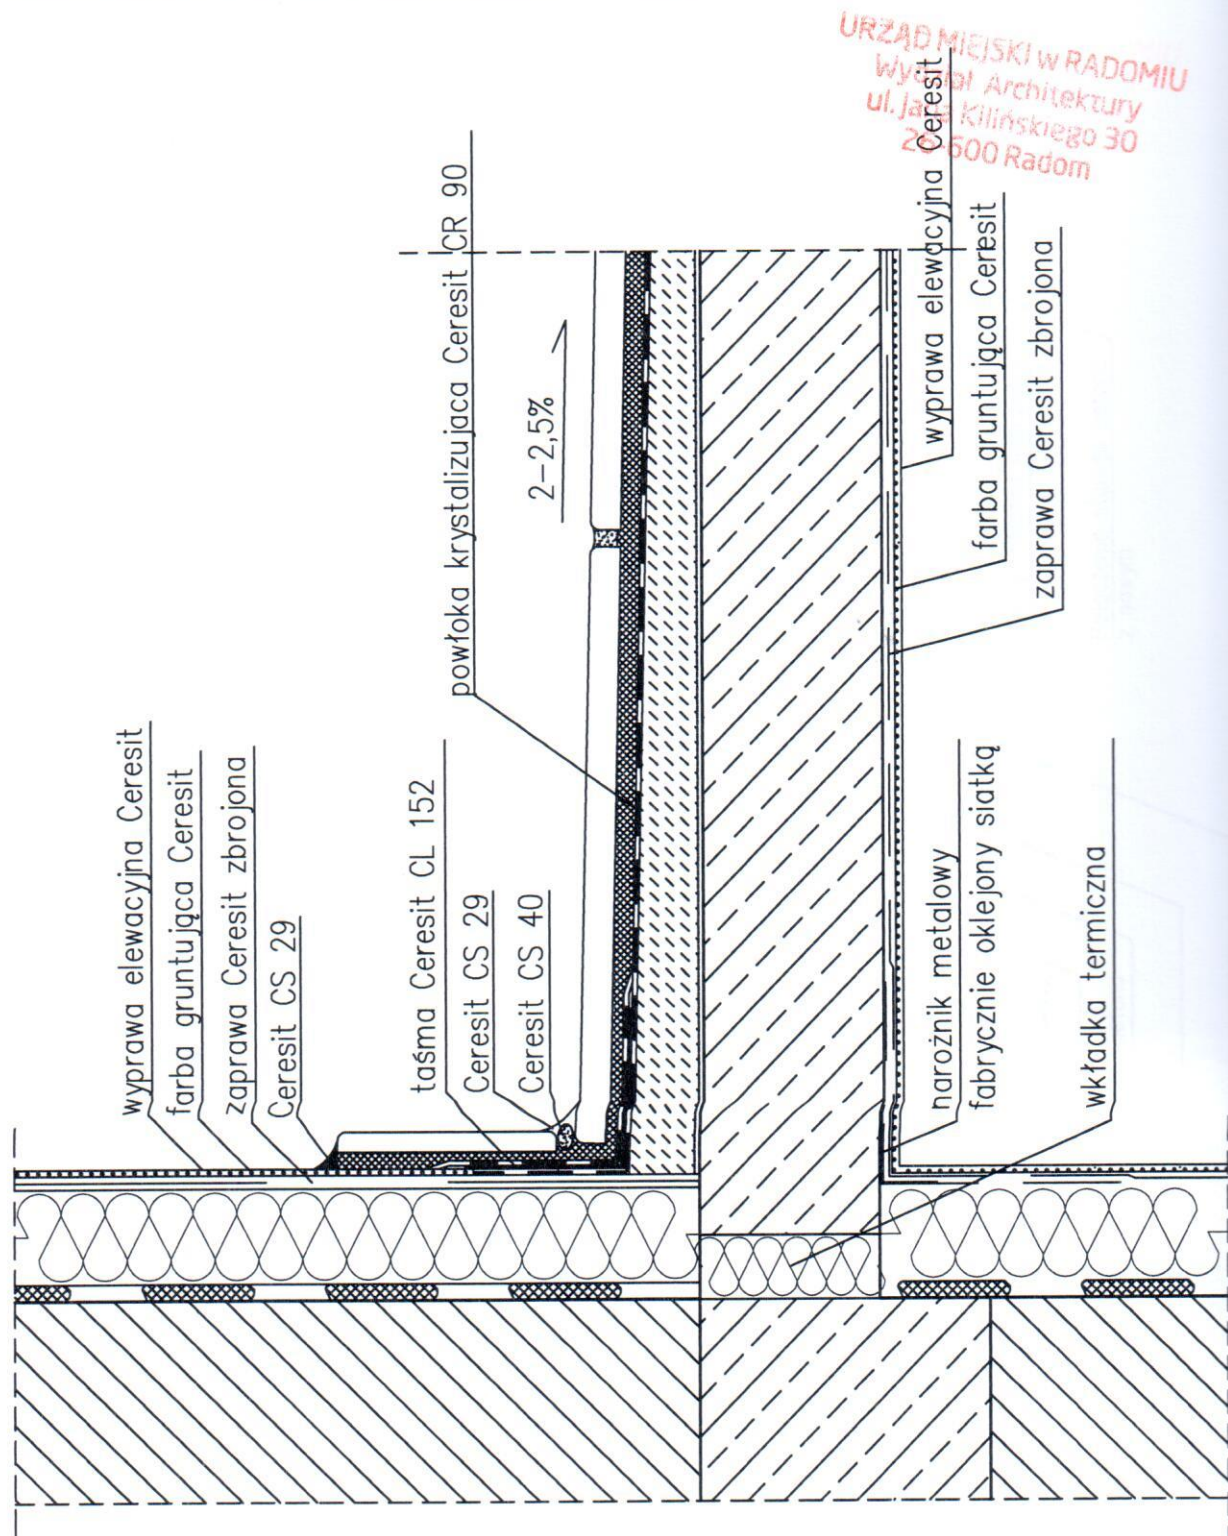 URZĄD MIEJSKI w RADOMIU
Wydział Architektury
ul. Jana Kilińskiego 30
26-600 Radom
wyprawa elewacyjna Ceresit
farba gruntująca Ceresit
zaprawa Ceresit zbrojona
Ceresit CS 29
taśma Ceresit CL 152
Ceresit CS 29
Ceresit CS 40
powłoka krystalizujaca Ceresit CR 90
2-2,5%
wyprawa elewacyjna Ceresit
farba gruntująca Ceresit
zaprawa Ceresit zbrojona
narożnik metalowy
fabrycznie oklejony siatką
wkładka termiczna